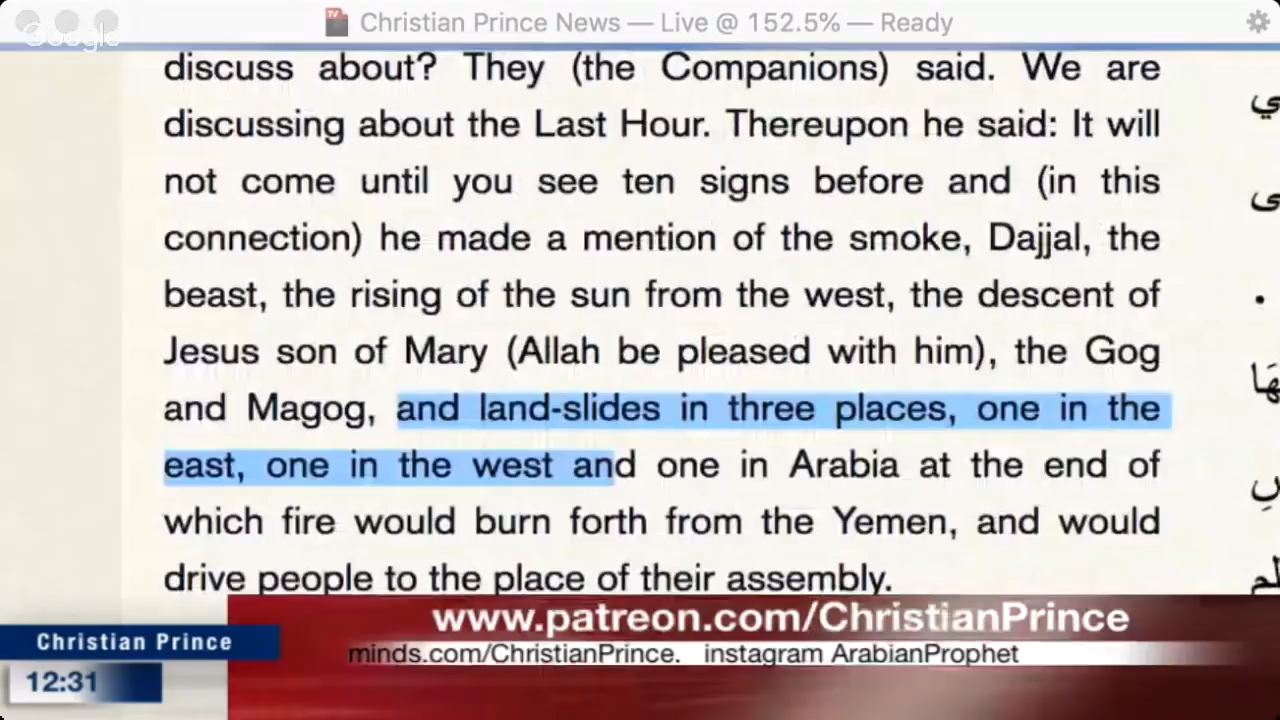 Christian Prince News — Live @ 152.5% — Ready
Google
discuss about? They (the Companions) said. We are
discussing about the Last Hour. Thereupon he said: It will
not come until you see ten signs before and (in this
connection) he made a mention of the smoke, Dajjal, the
beast, the rising of the sun from the west, the descent of
Jesus son of Mary (Allah be pleased with him), the Gog
and Magog, and land-slides in three places, one in the
east, one in the west and one in Arabia at the end of
which fire would burn forth from the Yemen, and would
drive people to the place of their assembly.
www.patreon.com/ChristianPrince
Christian Prince
minds.com/ChristianPrince. instagram ArabianProphet
12:31